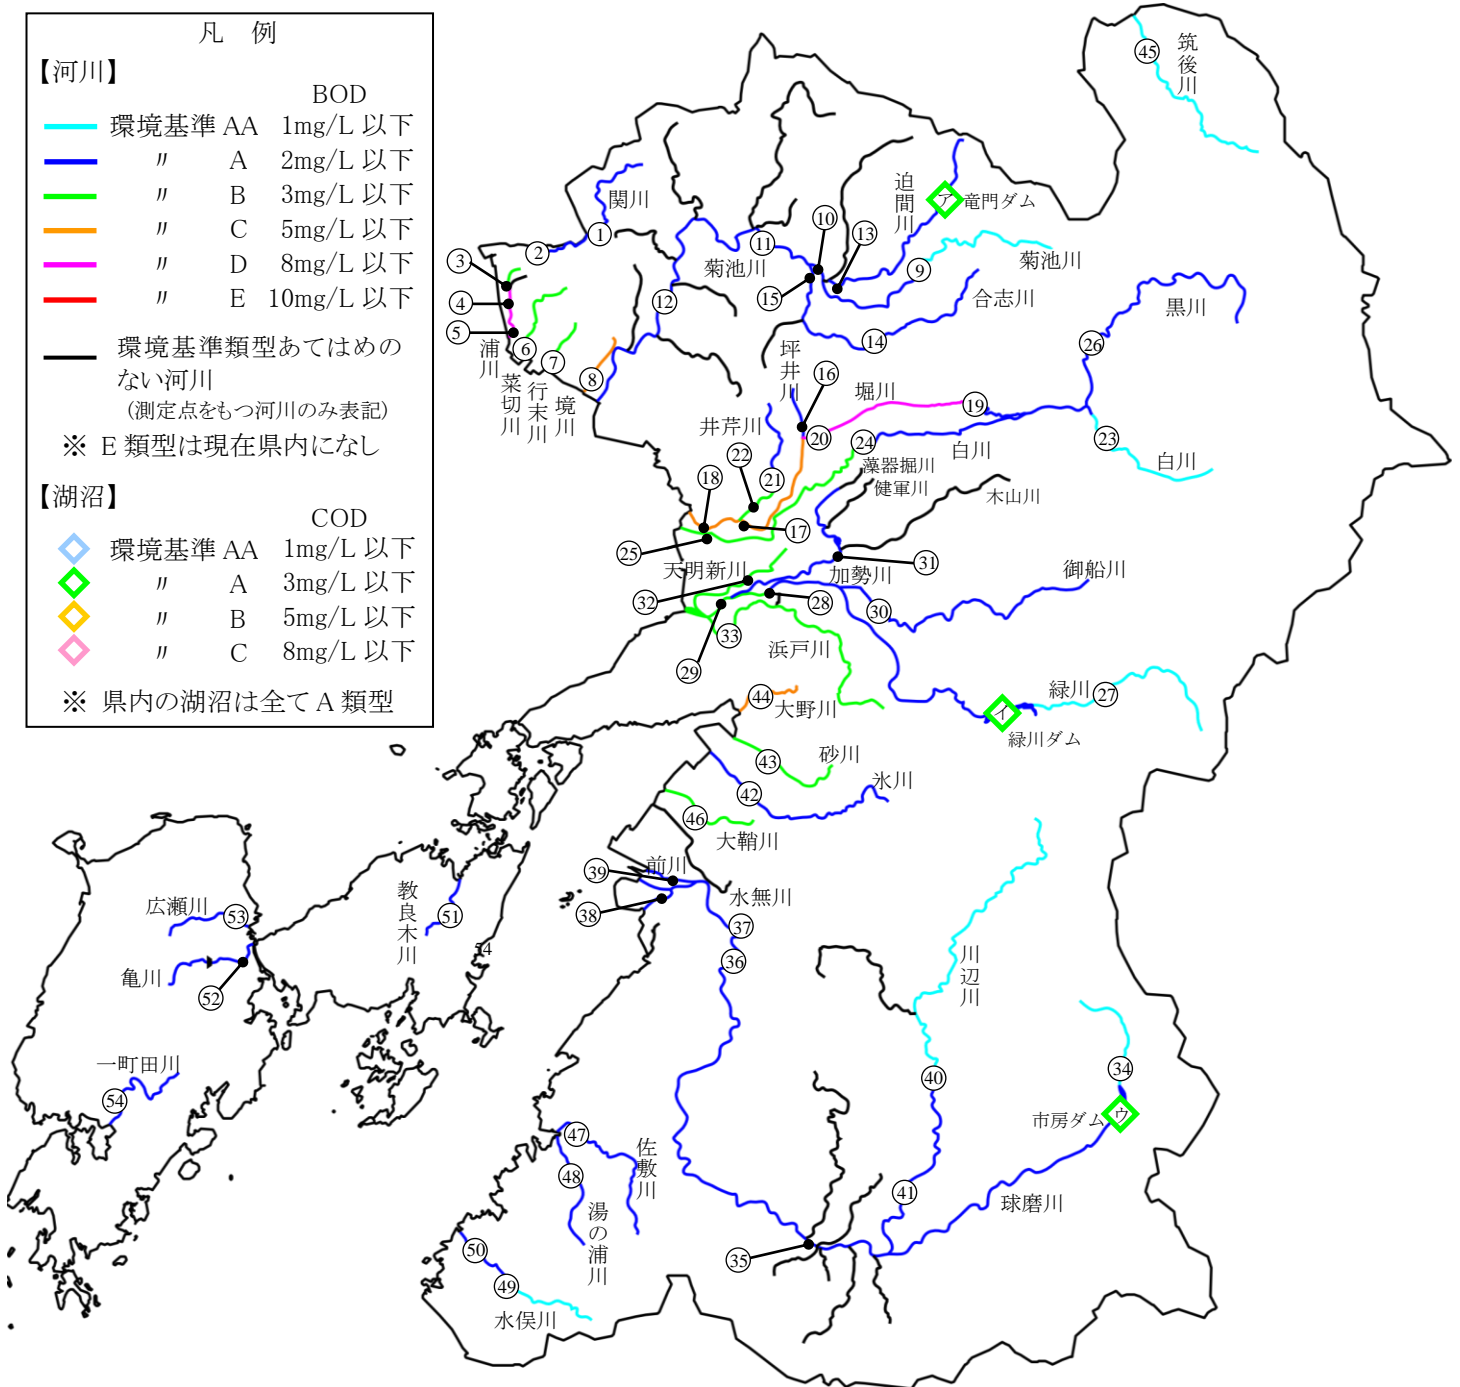 凡 例
【河川】
BOD
環境基準 AA 1mg/L 以下
〃 A 2mg/L 以下
〃 B 3mg/L 以下
〃 C 5mg/L 以下
〃 D 8mg/L 以下
〃 E 10mg/L 以下
環境基準類型あてはめの
ない河川
(測定点をもつ河川のみ表記)
※ E 類型は現在県内になし
【湖沼】
COD
環境基準 AA 1mg/L 以下
〃 A 3mg/L 以下
〃 B 5mg/L 以下
〃 C 8mg/L 以下
※ 県内の湖沼は全て A 類型
㊺
筑後川
関川
①
②
③
④
⑤
⑥
⑦
⑧
浦川
菜切川
行末川
境川
迫間川
ア 竜門ダム
⑩
⑬
⑪
菊池川
⑨
菊池川
⑮
⑫
合志川
⑭
黒川
㉖
坪井川
⑯
堀川
⑲
⑳
井芹川
㉒
㉑
㉔
白川
㉓
白川
藻器堀川
健軍川
木山川
⑱
⑰
㉕
天明新川
加勢川
㉛
御船川
㉜
㉘
㉚
㉝
㉙
浜戸川
㊹
大野川
緑川
㉗
イ
緑川ダム
㊸
砂川
㊷
氷川
㊻
大鞘川
前川
㊴
㊳
水無川
㊲
㊱
教良木川
51
54
広瀬川
53
亀川
52
一町田川
54
川辺川
㊵
㉞
市房ダム ウ
㊼
佐敷川
㊽
湯の浦川
㊶
球磨川
㉟
㊿
㊾
水俣川